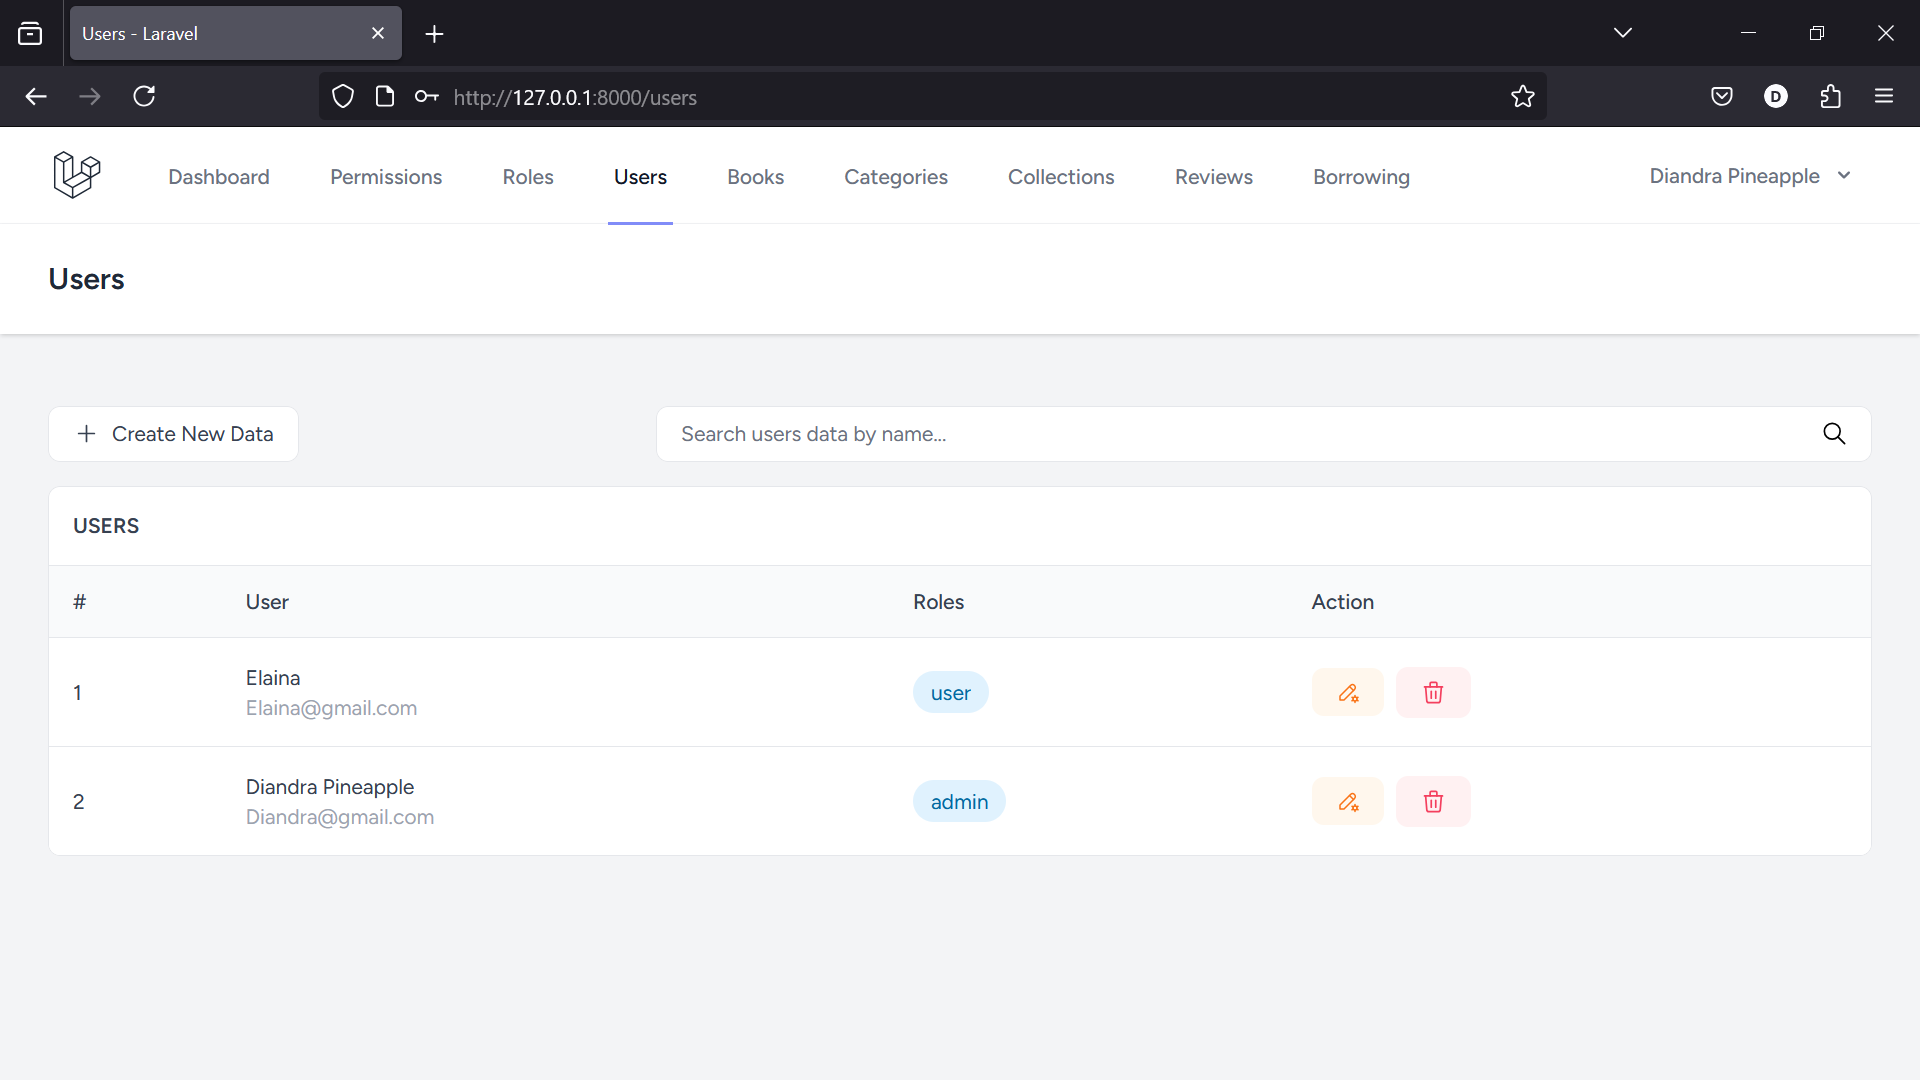 Users - Laravel
http://127.0.0.1:8000/users
D
Dashboard Permissions Roles Users Books Categories Collections Reviews Borrowing Diandra Pineapple
Users
Create New Data
Search users data by name...
USERS
# User Roles Action
1 Elaina user
Elaina@gmail.com
2 Diandra Pineapple admin
Diandra@gmail.com